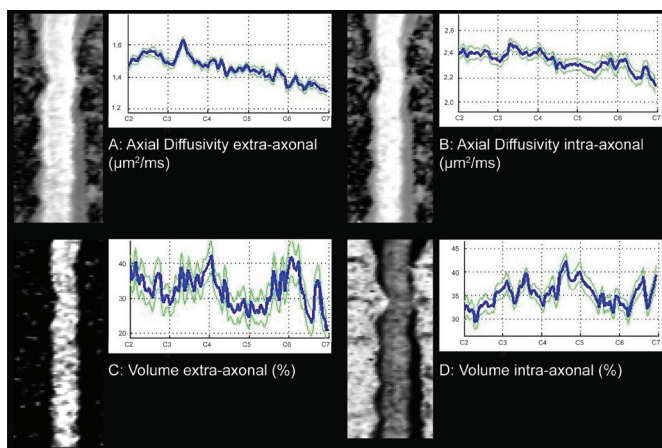 1,6
1,4
1,2
C2 C3 C4 C5 C6 C7
A: Axial Diffusivity extra-axonal
(µm²/ms)
2,6
2,4
2,2
2,0
C2 C3 C4 C5 C6 C7
B: Axial Diffusivity intra-axonal
(µm²/ms)
40
30
20
C2 C3 C4 C5 C6 C7
C: Volume extra-axonal (%)
45
40
35
30
C2 C3 C4 C5 C6 C7
D: Volume intra-axonal (%)